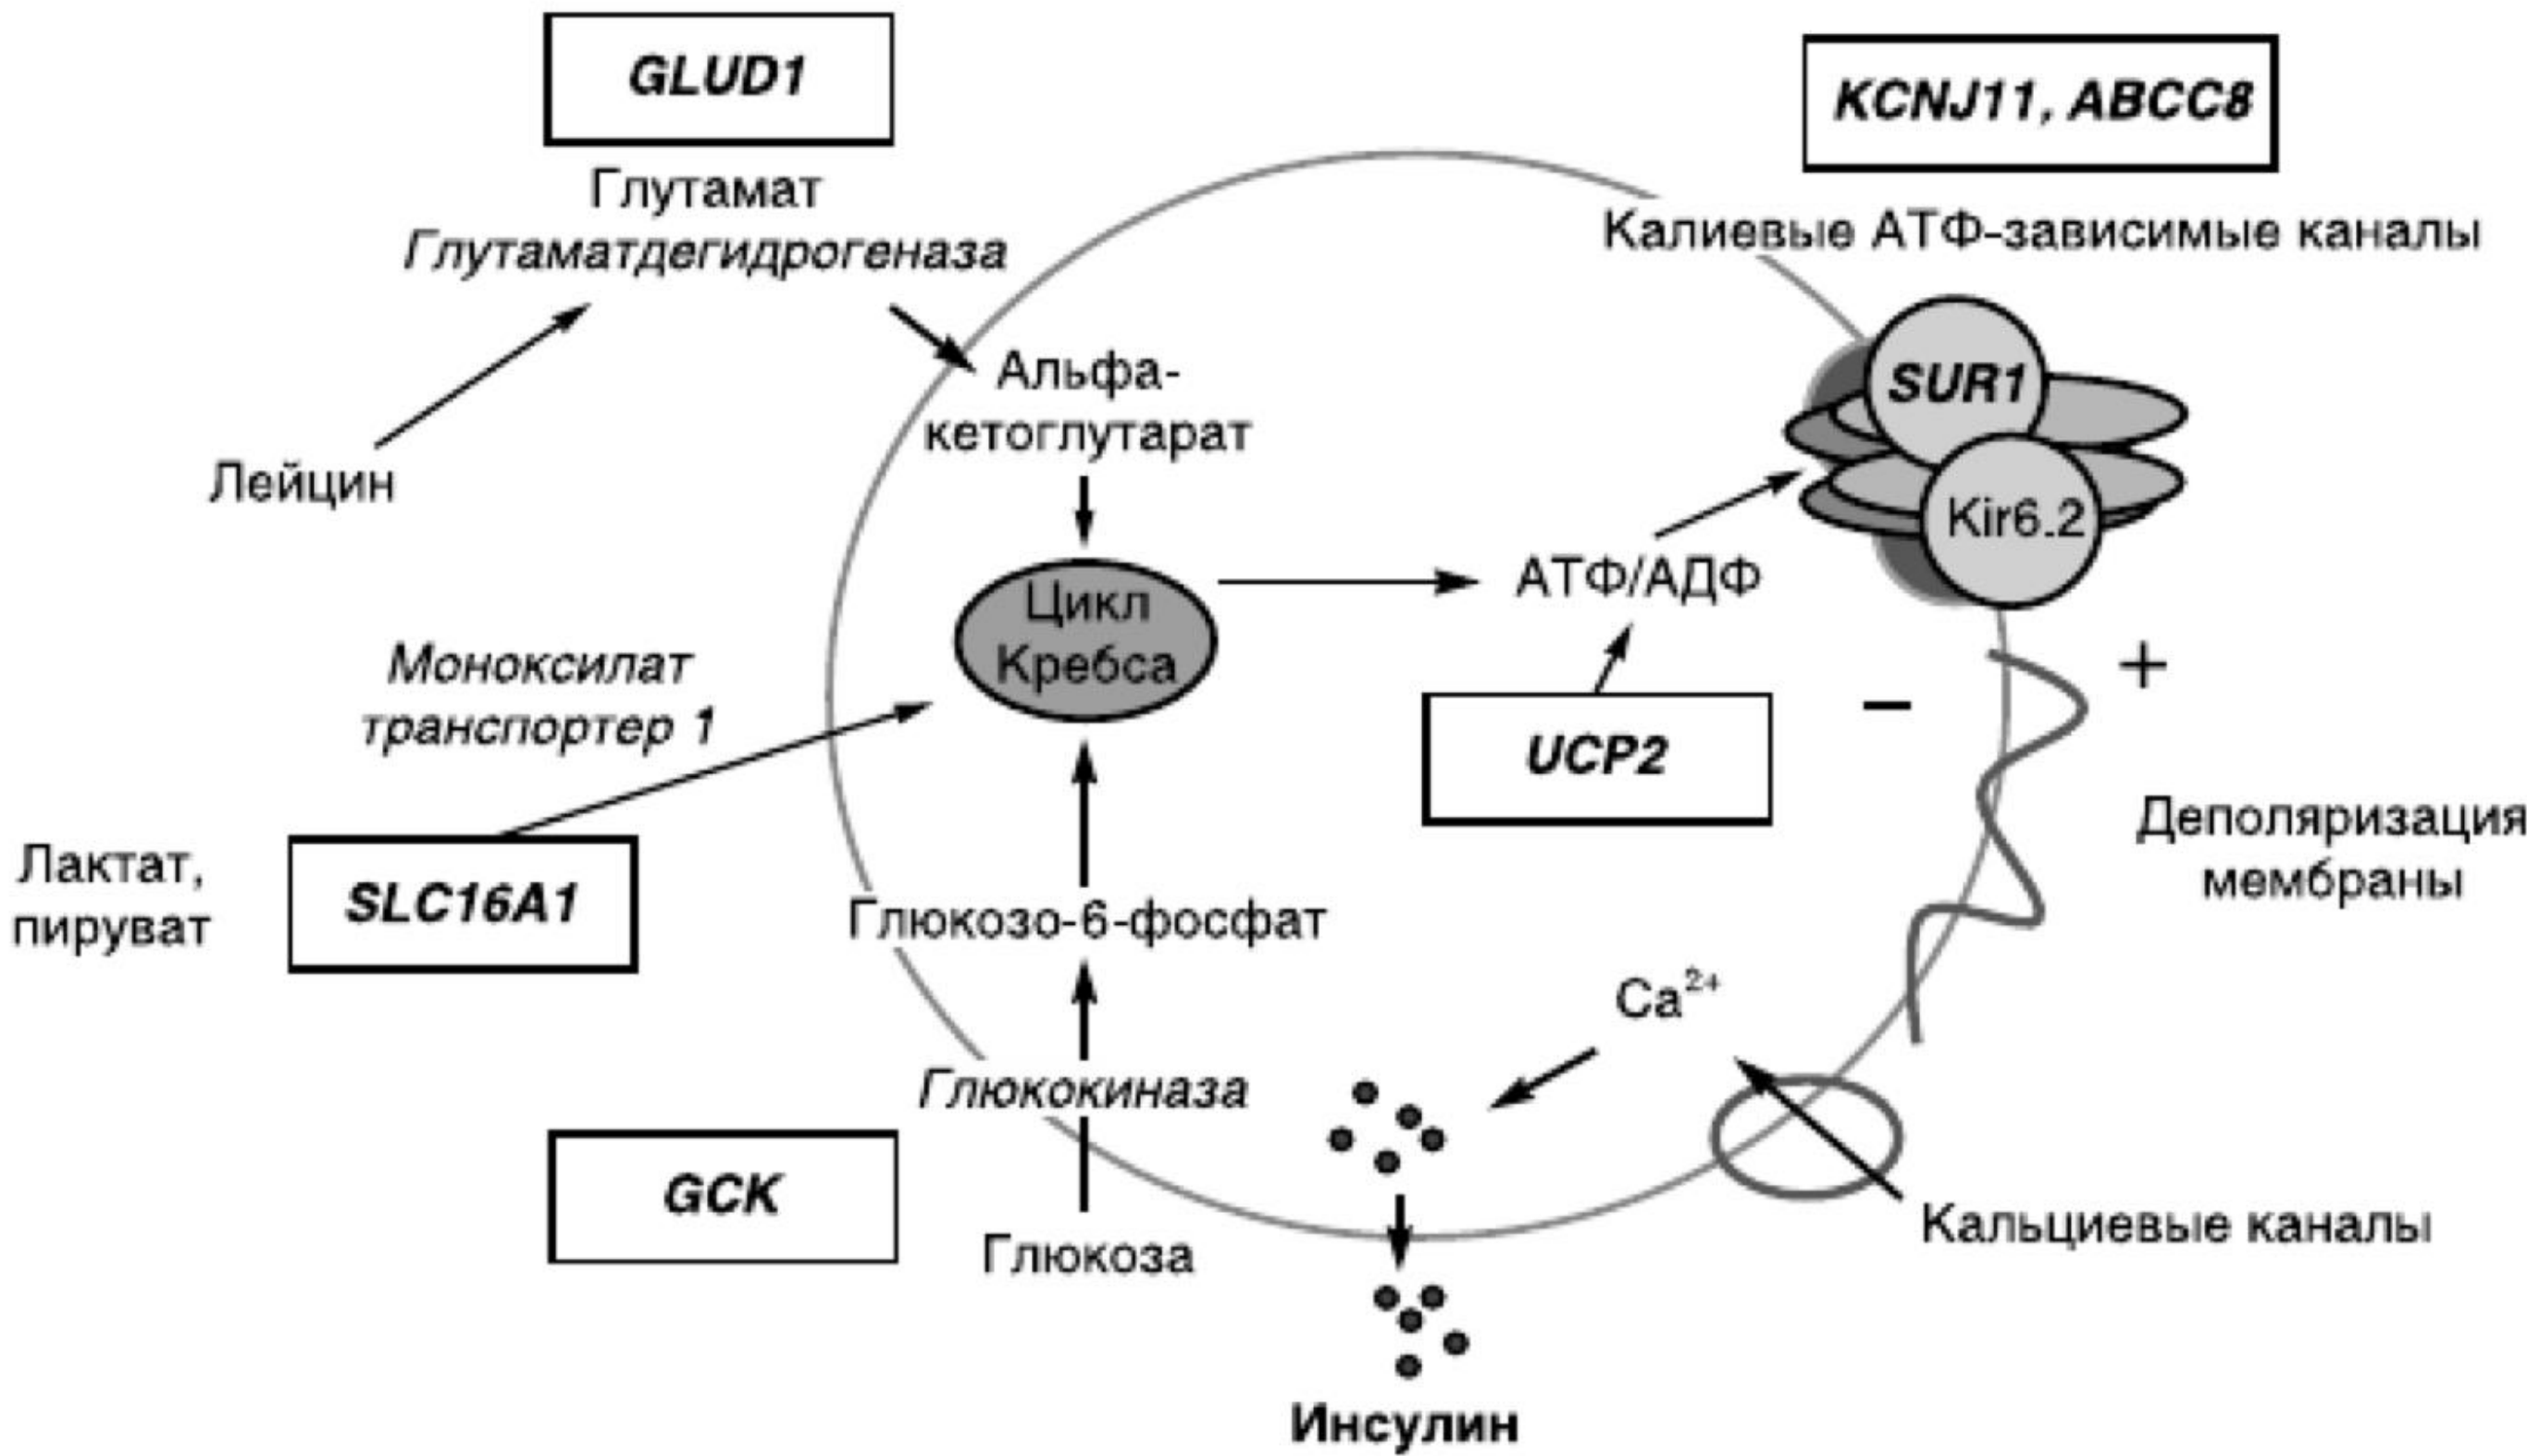 GLUD1
Глутамат
Глутаматдегидрогеназа
Лейцин
KCNJ11, ABCC8
Калиевые АТФ-зависимые каналы
SUR1
Kir6.2
Альфа-
кетоглутарат
Цикл
Кребса
АТФ/АДФ
UCP2
Моноксилат
транспортер 1
Лактат,
пируват
SLC16A1
Глюкозо-6-фосфат
Глюкокиназа
GCK
Глюкоза
+
–
Деполяризация
мембраны
Ca²⁺
Кальциевые каналы
Инсулин